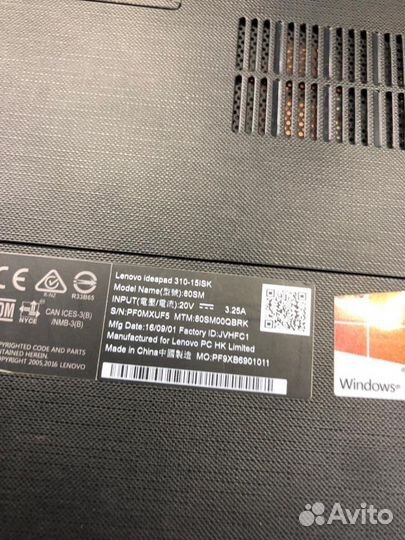 Lenovo ideapad 310-15ISK
Model Name(型號):80SM
INPUT(電壓/電流):20V 3.25A
S/N:PF0MXUF5 MTM:80SM00QBRK
Mfg Date:16/09/01 Factory ID:JVHFC1
Manufactured for Lenovo PC HK Limited
Made in China中國製造 MO:PF9XB6901011
CE
R33B65
NYCE
CAN ICES-3(B)
/NMB-3(B)
CODE AND PARTS
RESERVED.
COPYRIGHT 2005,2016 LENOVO
Windows
Avito